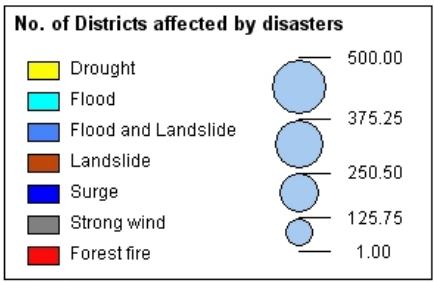 No. of Districts affected by disasters
Drought
Flood
Flood and Landslide
Landslide
Surge
Strong wind
Forest fire
500.00
375.25
250.50
125.75
1.00